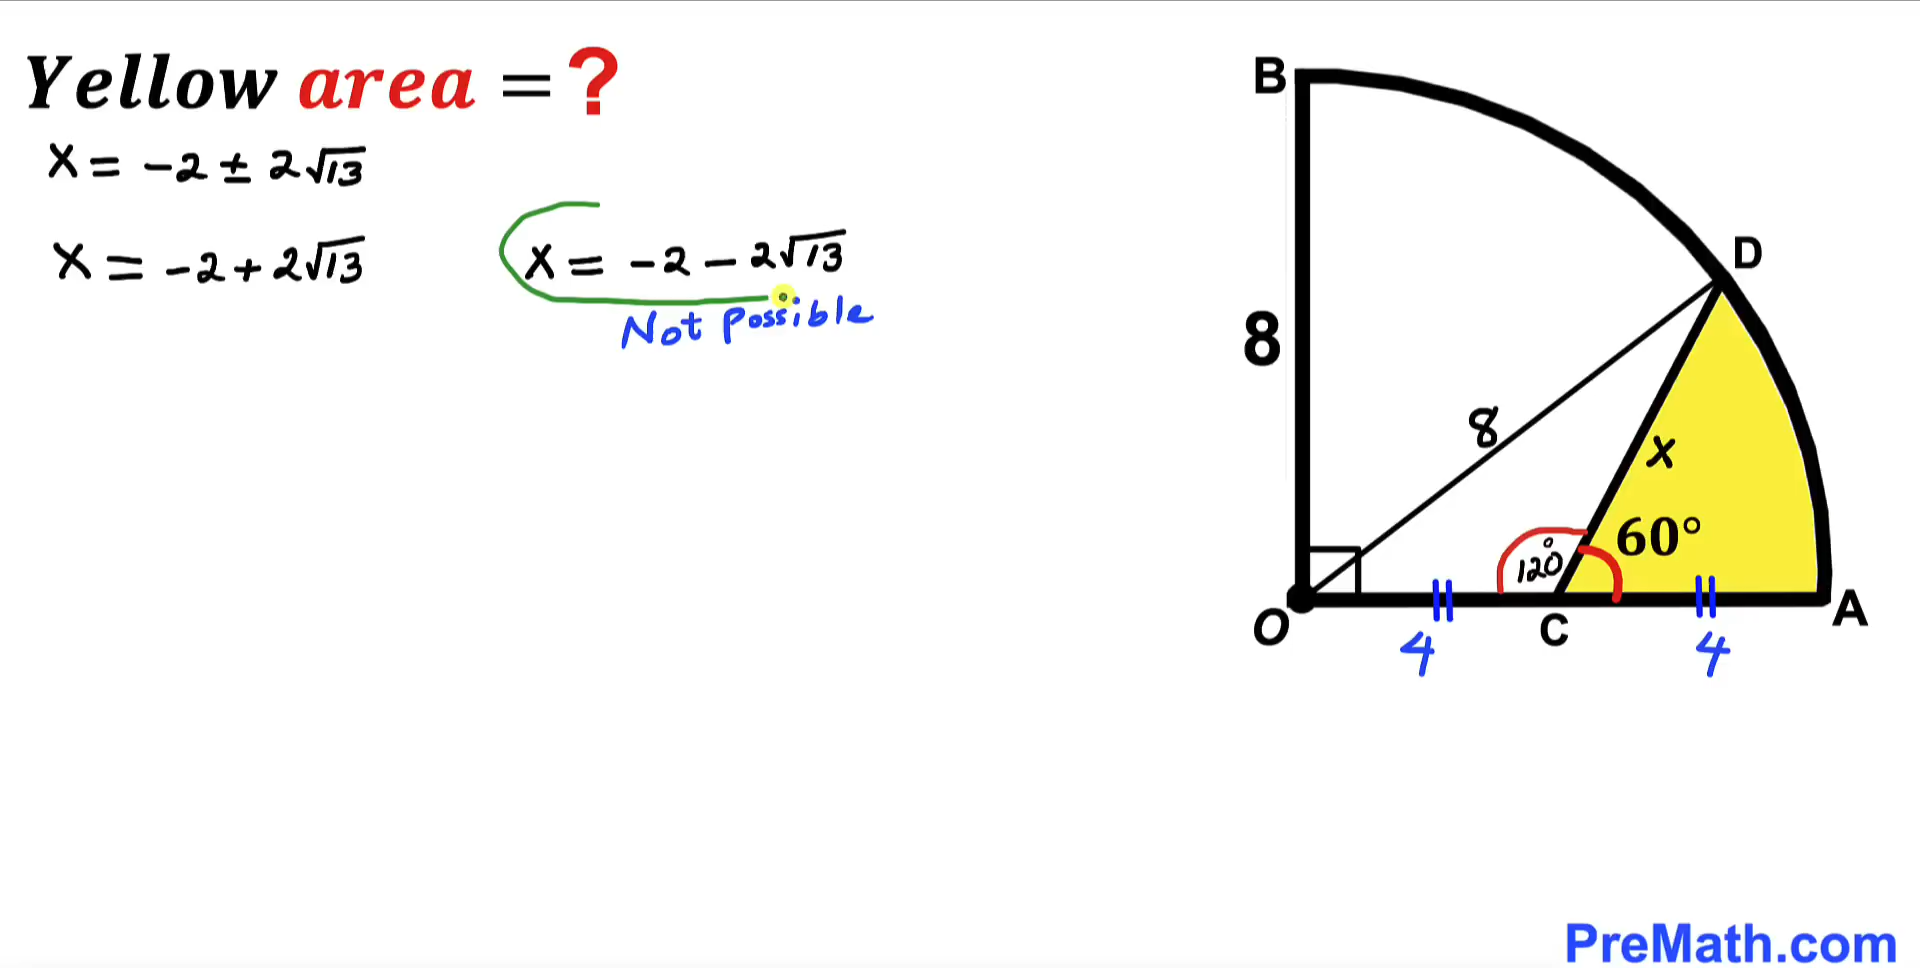 Yellow area = ?
x = -2 ± 2√13
x = -2 + 2√13
x = -2 - 2√13
Not Possible
B
D
8
8
x
60°
120°
O
C
A
4
4
PreMath.com